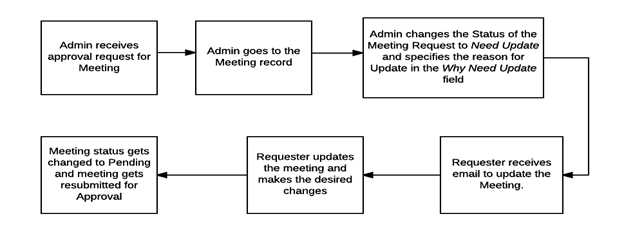 Admin receives
approval request for
Meeting
Admin goes to the
Meeting record
Admin changes the Status of the
Meeting Request to Need Update
and specifies the reason for
Update in the Why Need Update
field
Requester receives
email to update the
Meeting.
Requester updates
the meeting and
makes the desired
changes
Meeting status gets
changed to Pending
and meeting gets
resubmitted for
Approval